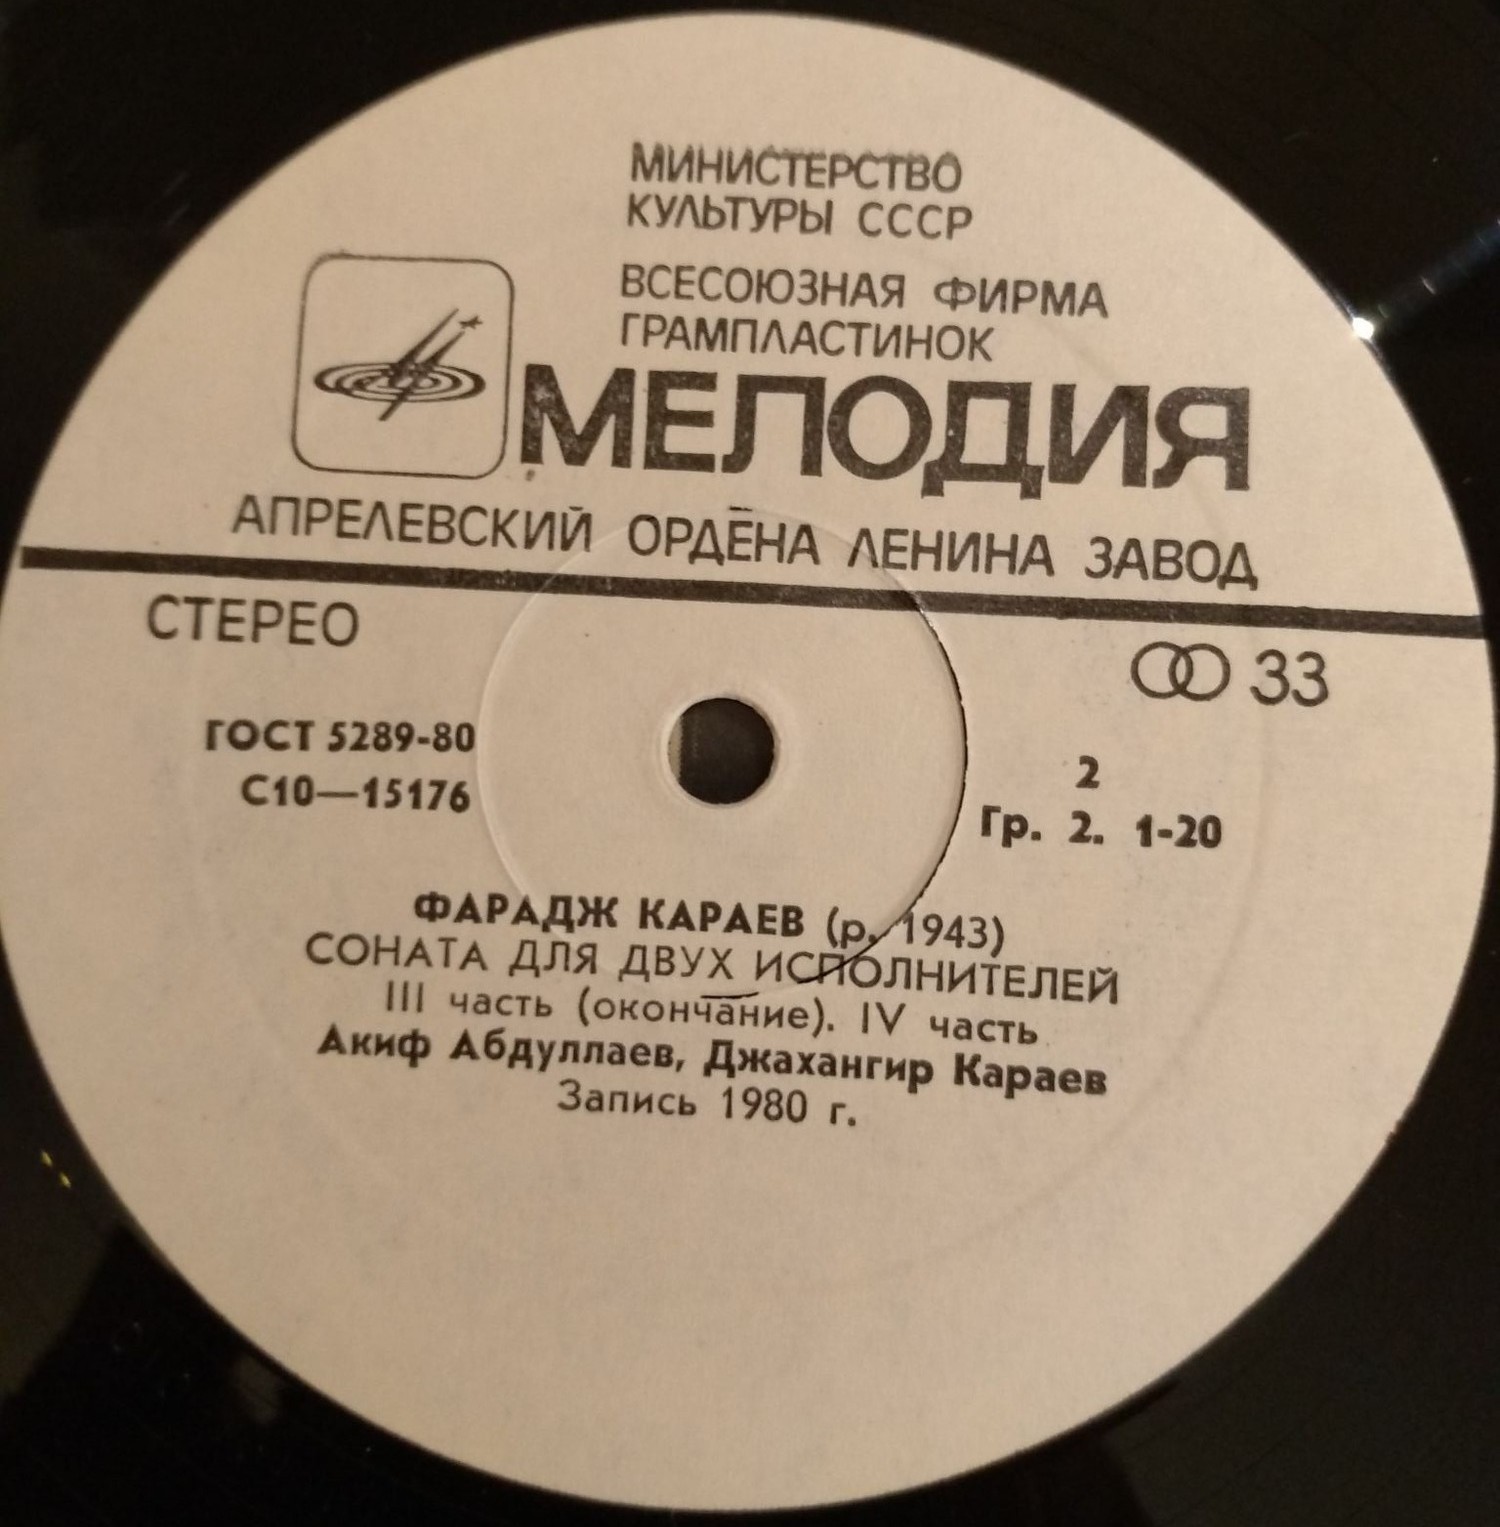 МИНИСТЕРСТВО
КУЛЬТУРЫ СССР
ВСЕСОЮЗНАЯ ФИРМА
ГРАМПЛАСТИНОК
МЕЛОДИЯ
АПРЕЛЕВСКИЙ ОРДЕНА ЛЕНИНА ЗАВОД
СТЕРЕО
33
ГОСТ 5289-80
С10—15176
2
Гр. 2. 1-20
ФАРАДЖ КАРАЕВ (р. 1943)
СОНАТА ДЛЯ ДВУХ ИСПОЛНИТЕЛЕЙ
III часть (окончание). IV часть
Акиф Абдуллаев, Джахангир Караев
Запись 1980 г.